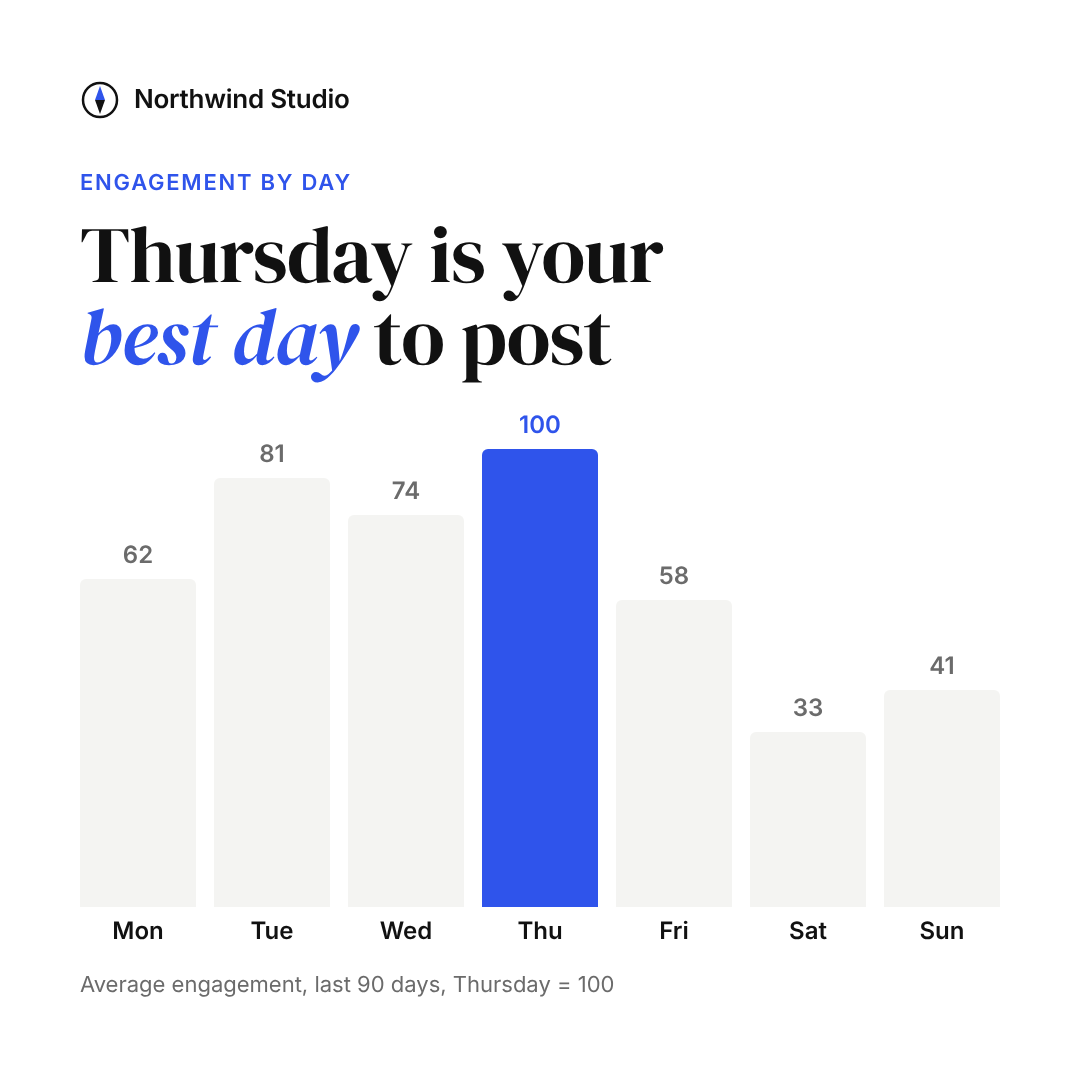 Northwind Studio
ENGAGEMENT BY DAY
Thursday is your
best day to post
62
81
74
100
58
33
41
Mon Tue Wed Thu Fri Sat Sun
Average engagement, last 90 days, Thursday = 100